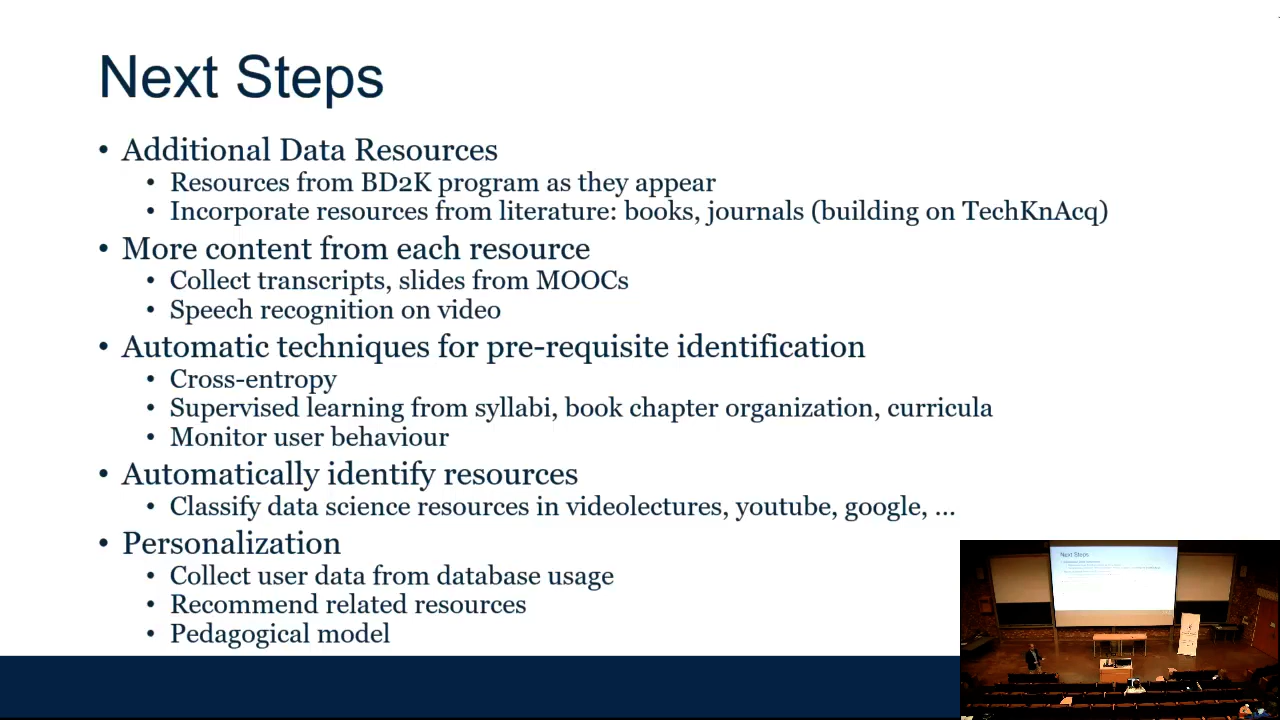 Next Steps
• Additional Data Resources
• Resources from BD2K program as they appear
• Incorporate resources from literature: books, journals (building on TechKnAcq)
• More content from each resource
• Collect transcripts, slides from MOOCs
• Speech recognition on video
• Automatic techniques for pre-requisite identification
• Cross-entropy
• Supervised learning from syllabi, book chapter organization, curricula
• Monitor user behaviour
• Automatically identify resources
• Classify data science resources in videolectures, youtube, google, ...
• Personalization
• Collect user data from database usage
• Recommend related resources
• Pedagogical model
Next Steps